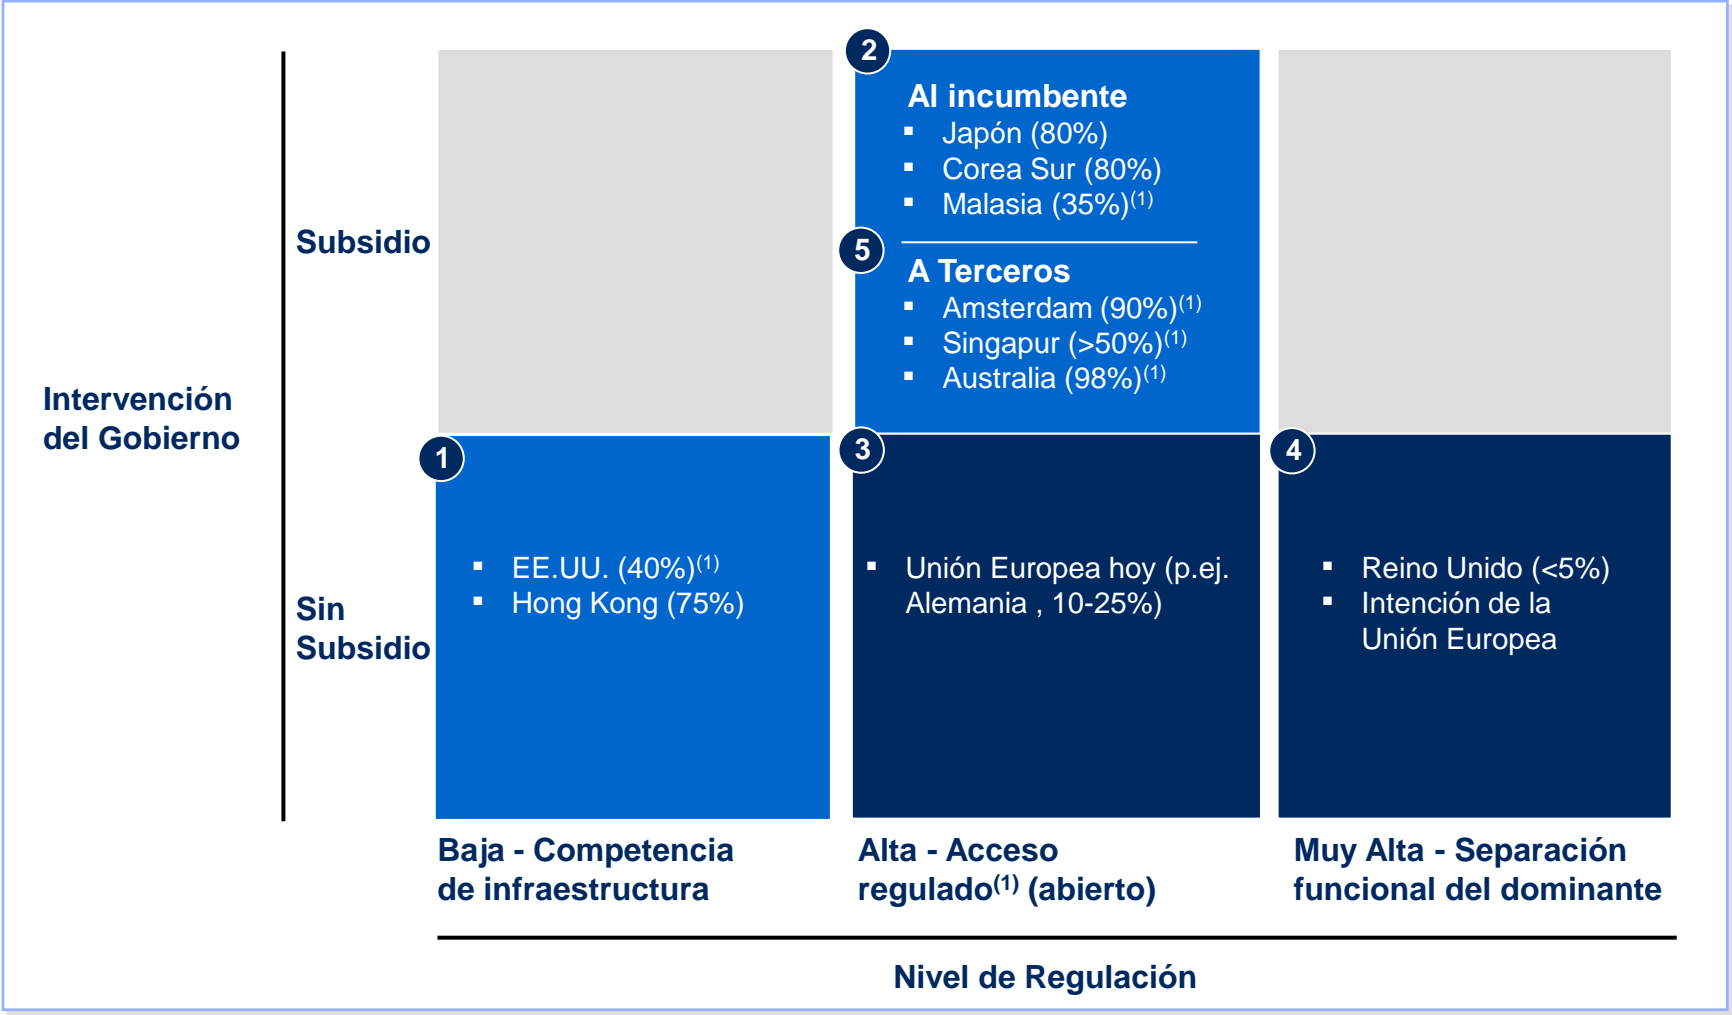 2
Al incumbente
▪ Japón (80%)
▪ Corea Sur (80%)
▪ Malasia (35%)(1)
Subsidio
5
A Terceros
▪ Amsterdam (90%)(1)
▪ Singapur (>50%)(1)
▪ Australia (98%)(1)
Intervención
del Gobierno
1
3
4
▪ EE.UU. (40%)(1)
▪ Hong Kong (75%)
▪ Unión Europea hoy (p.ej.
Alemania , 10-25%)
▪ Reino Unido (<5%)
▪ Intención de la
Unión Europea
Sin
Subsidio
Baja - Competencia
de infraestructura
Alta - Acceso
regulado(1) (abierto)
Muy Alta - Separación
funcional del dominante
Nivel de Regulación